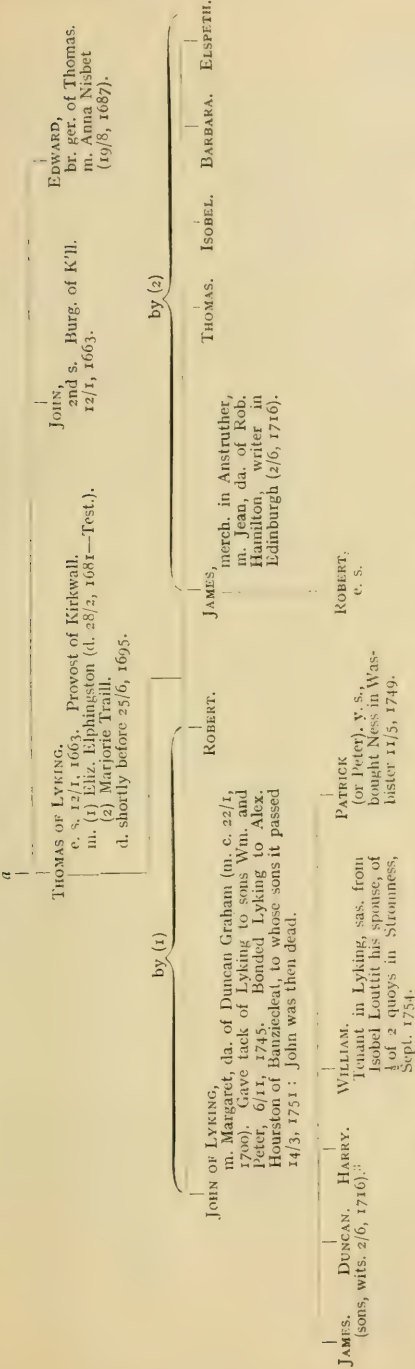 a
THOMAS OF LYKING.
e. s. 12/1, 1663. Provost of Kirkwall.
m. (1) Eliz. Elphingston (d. 28/2, 1681—Test.).
(2) Marjorie Traill.
d. shortly before 25/6, 1695.
JOHN,
2nd s. Burg. of K'll.
12/1, 1663.
EDWARD,
br. ger. of Thomas.
m. Anna Nisbet
(19/8, 1687).
by (1)
by (2)
JOHN OF LYKING,
m. Margaret, da. of Duncan Graham (m. c. 22/1,
1700). Gave tack of Lyking to sons Wm. and
Peter, 6/11, 1745. Bonded Lyking to Alex.
Hourston of Banziecleat, to whose sons it passed
14/3, 1751: John was then dead.
ROBERT.
JAMES,
merch. in Anstruther,
m. Jean, da. of Rob.
Hamilton, writer in
Edinburgh (2/6, 1716).
THOMAS. ISOBEL. BARBARA. ELSPETH.
JAMES. DUNCAN. HARRY.
(sons, wits. 2/6, 1716).
WILLIAM.
Tenant in Lyking, sas. from
Isobel Louttit his spouse, of
of 2 quoys in Stromness,
Sept. 1754.
PATRICK
(or Peter). y. s.,
bought Ness in Was-
bister 11/5, 1749.
ROBERT,
e. s.